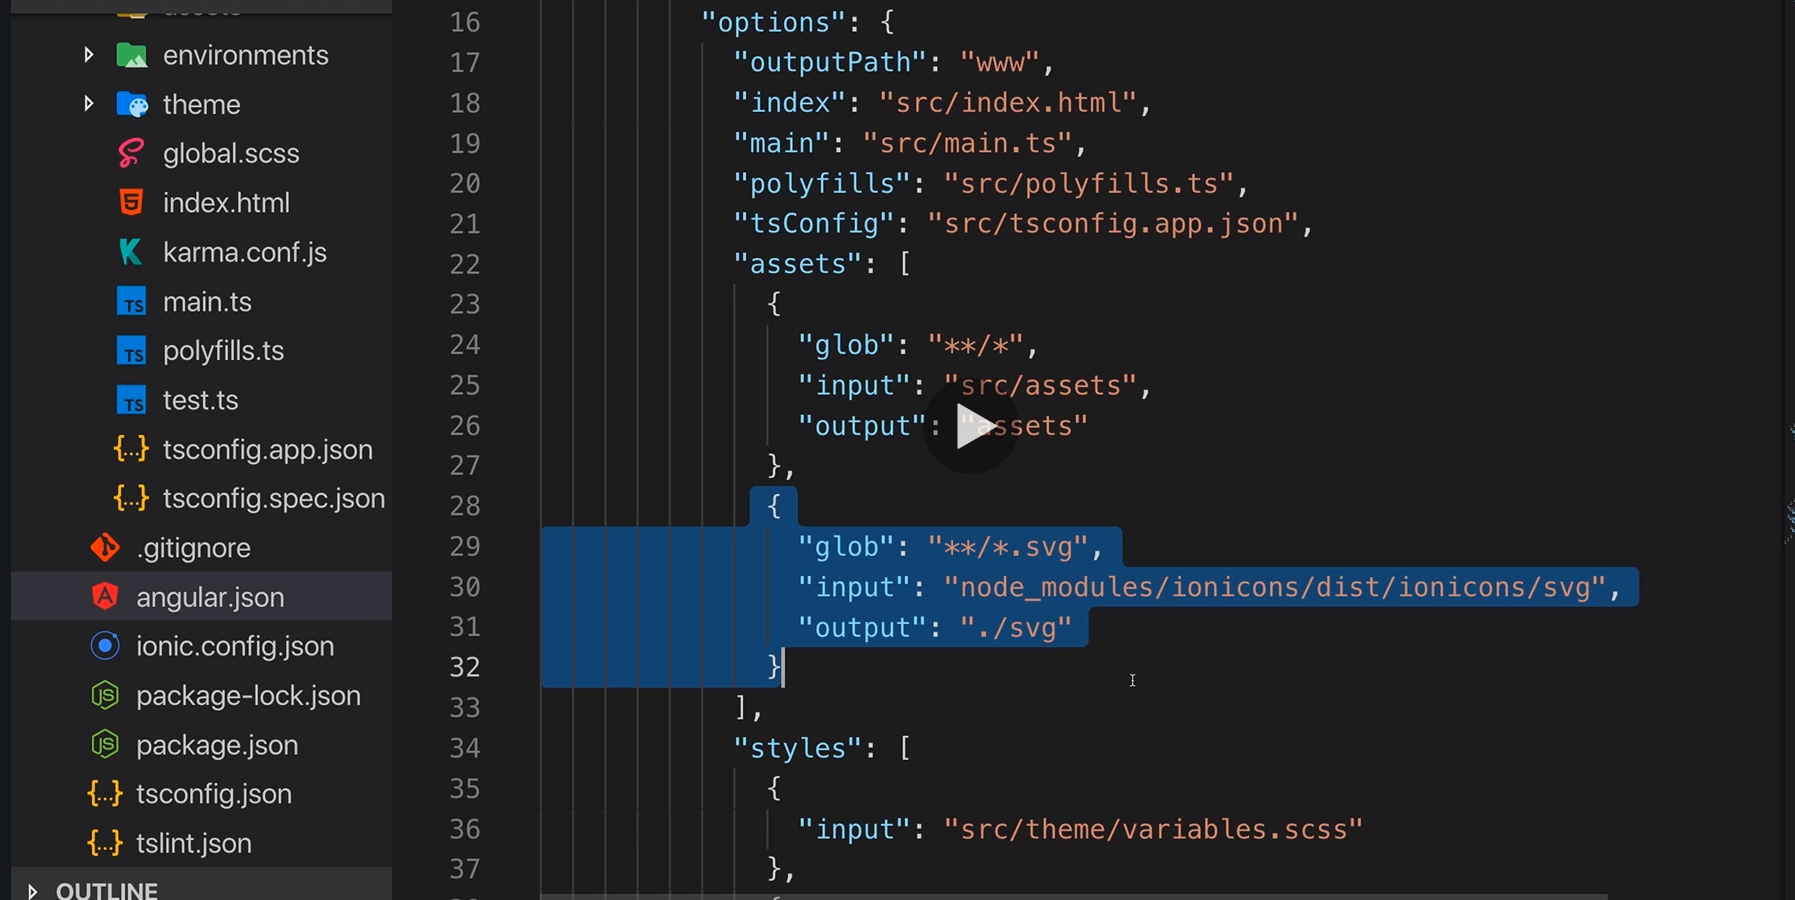 assets
environments
theme
global.scss
index.html
karma.conf.js
main.ts
polyfills.ts
test.ts
tsconfig.app.json
tsconfig.spec.json
.gitignore
angular.json
ionic.config.json
package-lock.json
package.json
tsconfig.json
tslint.json
OUTLINE
16 "options": {
17 "outputPath": "www",
18 "index": "src/index.html",
19 "main": "src/main.ts",
20 "polyfills": "src/polyfills.ts",
21 "tsConfig": "src/tsconfig.app.json",
22 "assets": [
23 {
24 "glob": "**/*",
25 "input": "src/assets",
26 "output": "assets"
27 },
28 {
29 "glob": "**/*.svg",
30 "input": "node_modules/ionicons/dist/ionicons/svg",
31 "output": "./svg"
32 }
33 ],
34 "styles": [
35 {
36 "input": "src/theme/variables.scss"
37 },